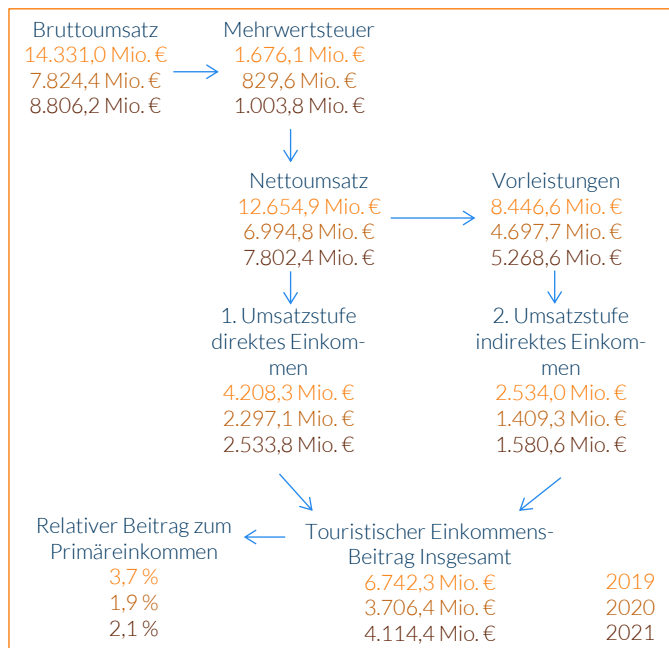 Bruttoumsatz
14.331,0 Mio. €
7.824,4 Mio. €
8.806,2 Mio. €
Mehrwertsteuer
1.676,1 Mio. €
829,6 Mio. €
1.003,8 Mio. €
Nettoumsatz
12.654,9 Mio. €
6.994,8 Mio. €
7.802,4 Mio. €
Vorleistungen
8.446,6 Mio. €
4.697,7 Mio. €
5.268,6 Mio. €
1. Umsatzstufe
direktes Einkom-
men
4.208,3 Mio. €
2.297,1 Mio. €
2.533,8 Mio. €
2. Umsatzstufe
indirektes Einkom-
men
2.534,0 Mio. €
1.409,3 Mio. €
1.580,6 Mio. €
Relativer Beitrag zum
Primäreinkommen
3,7 %
1,9 %
2,1 %
Touristischer Einkommens-
Beitrag Insgesamt
6.742,3 Mio. €
3.706,4 Mio. €
4.114,4 Mio. €
2019
2020
2021